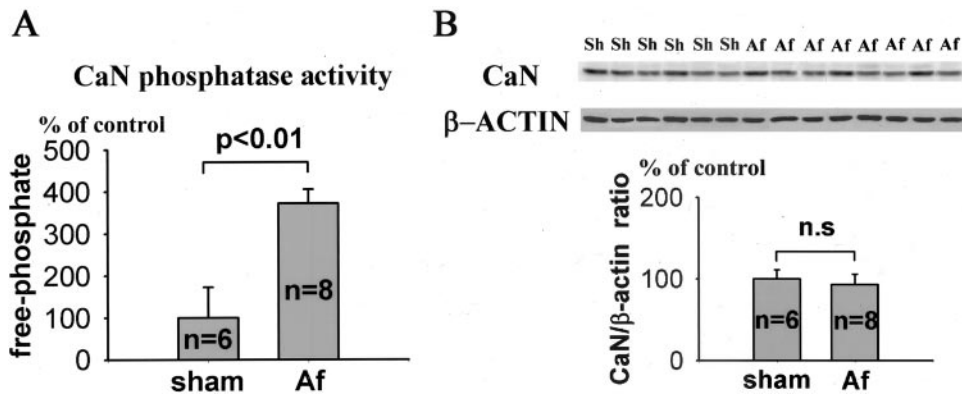 A
CaN phosphatase activity
% of control
free-phosphate
500
400
300
200
100
0
p<0.01
n=6
n=8
sham Af
B
Sh Sh Sh Sh Sh Sh Af Af Af Af Af Af Af Af
CaN
β-ACTIN
% of control
CaN/β-actin ratio
200
100
0
n.s
n=6
n=8
sham Af